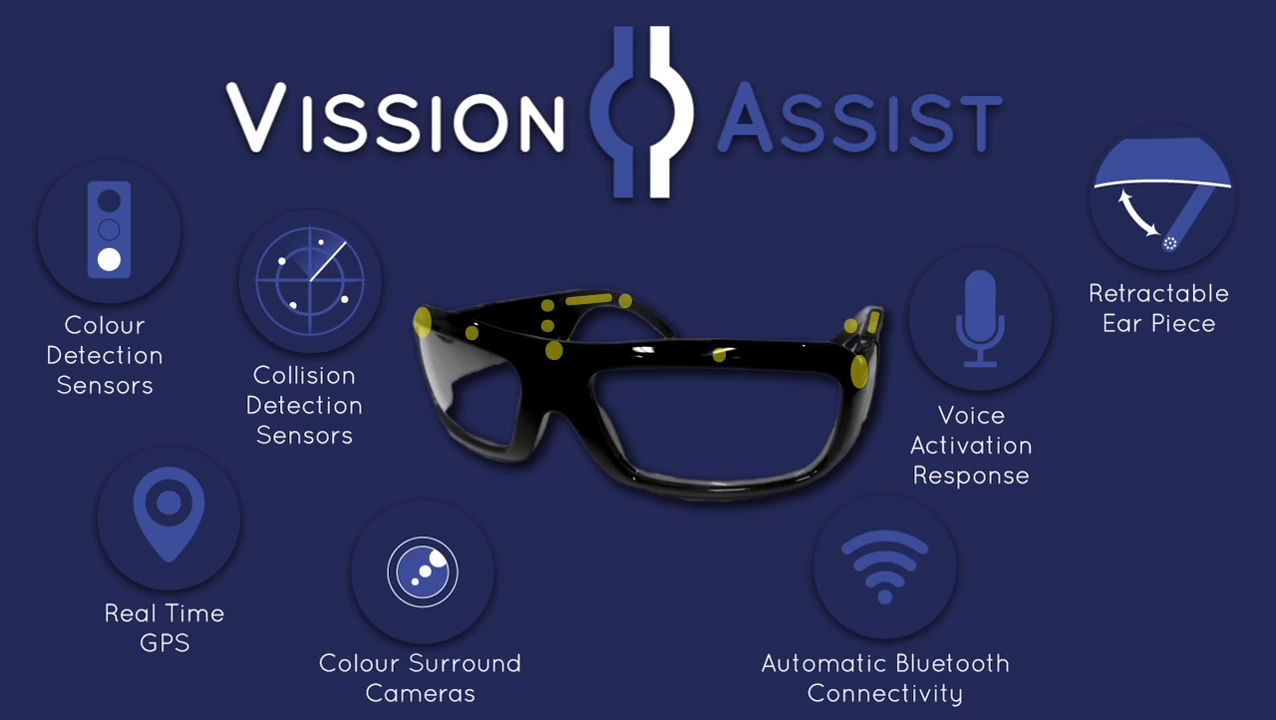 VISSION ASSIST
Colour
Detection
Sensors
Collision
Detection
Sensors
Voice
Activation
Response
Retractable
Ear Piece
Real Time
GPS
Colour Surround
Cameras
Automatic Bluetooth
Connectivity